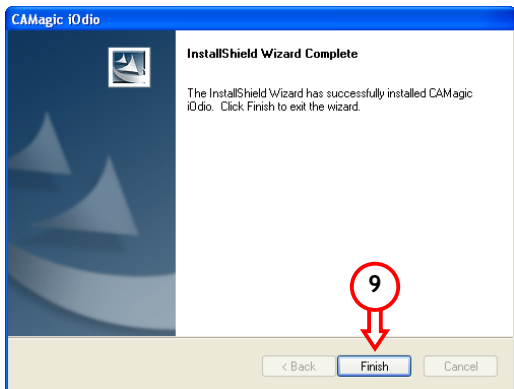 CAMagic iOdio
InstallShield Wizard Complete
The InstallShield Wizard has successfully installed CAMagic
iOdio. Click Finish to exit the wizard.
9
< Back Finish Cancel